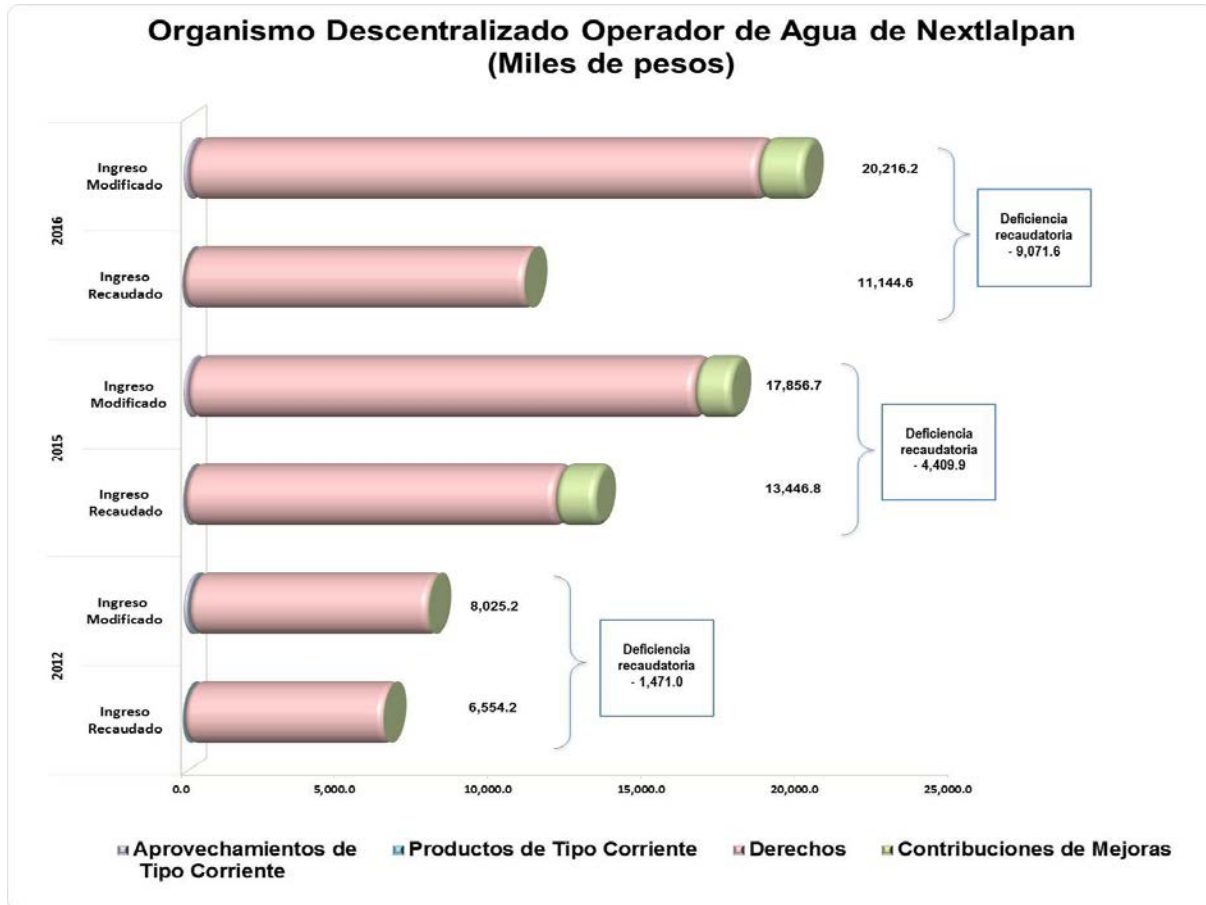 Organismo Descentralizado Operador de Agua de Nextlalpan
(Miles de pesos)
2016
Ingreso
Modificado
20,216.2
Ingreso
Recaudado
11,144.6
Deficiencia
recaudatoria
- 9,071.6
2015
Ingreso
Modificado
17,856.7
Ingreso
Recaudado
13,446.8
Deficiencia
recaudatoria
- 4,409.9
2012
Ingreso
Modificado
8,025.2
Ingreso
Recaudado
6,554.2
Deficiencia
recaudatoria
- 1,471.0
0.0 5,000.0 10,000.0 15,000.0 20,000.0 25,000.0
Aprovechamientos de
Tipo Corriente
Productos de Tipo Corriente
Derechos
Contribuciones de Mejoras